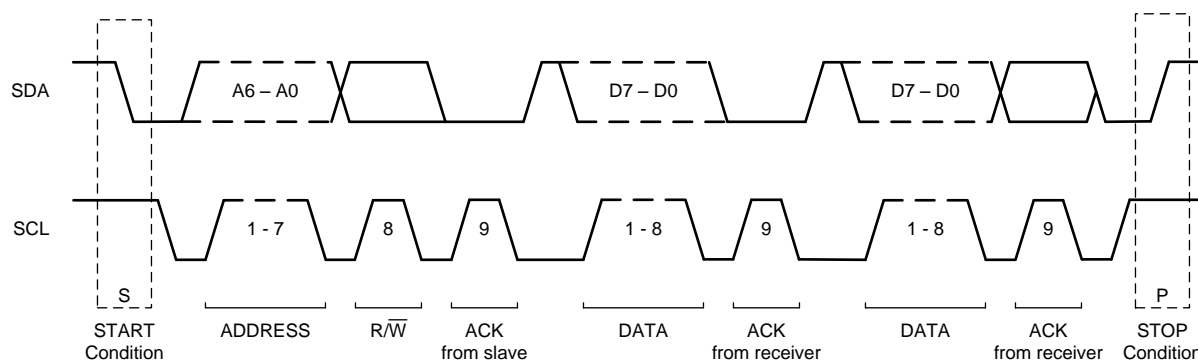 SDA
A6 – A0
D7 – D0
D7 – D0
SCL
1 - 7
8
9
1 - 8
9
1 - 8
9
S
P
START
Condition
ADDRESS
R/W̅
ACK
from slave
DATA
ACK
from receiver
DATA
ACK
from receiver
STOP
Condition